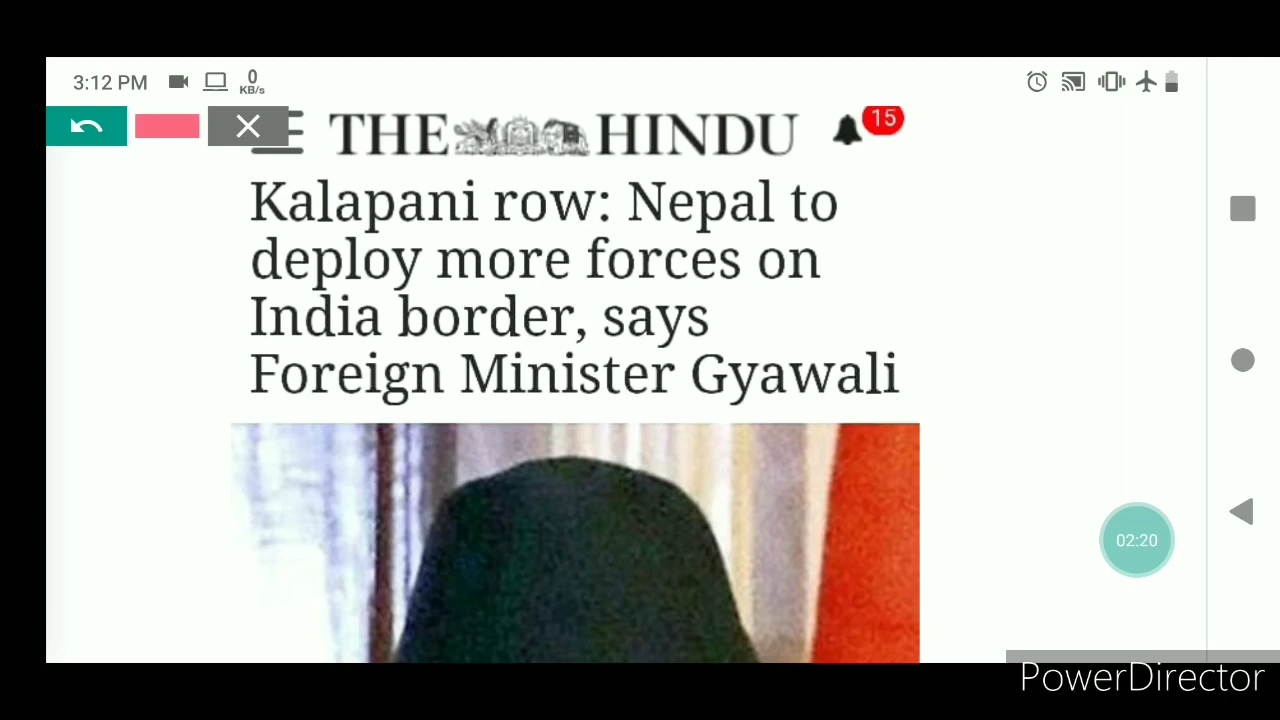 3:12 PM
0
KB/s
THE HINDU
15
Kalapani row: Nepal to
deploy more forces on
India border, says
Foreign Minister Gyawali
02:20
PowerDirector